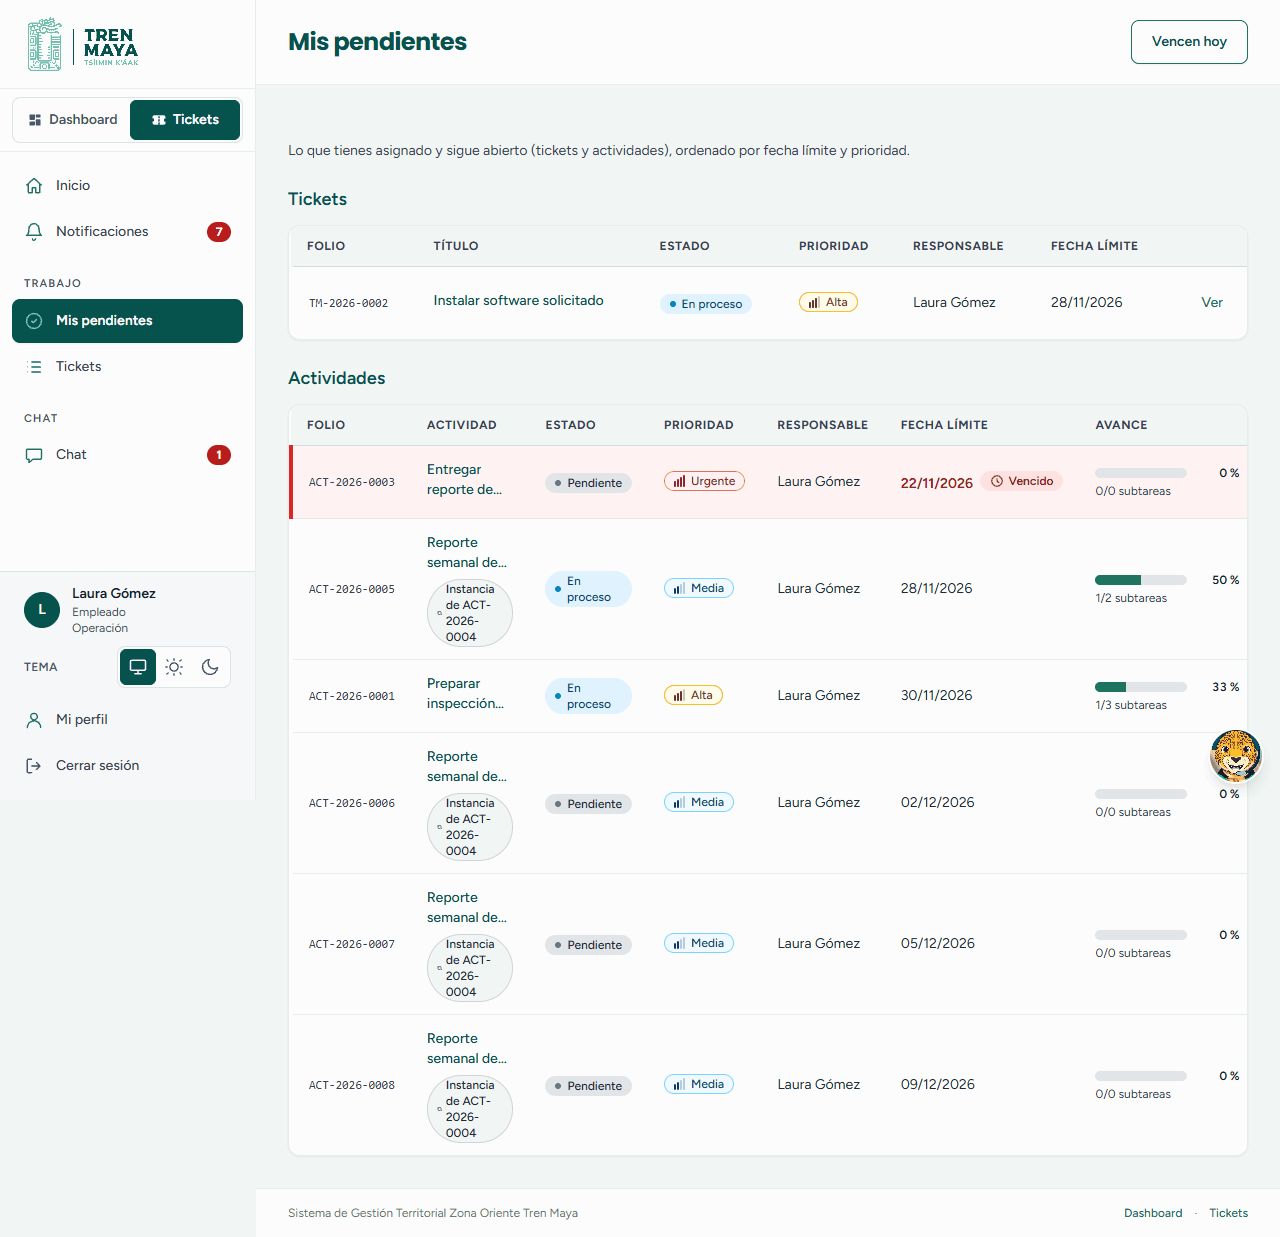 TREN
MAYA
TSÍIMIN K'ÁAK
Dashboard
Tickets
Inicio
Notificaciones 7
TRABAJO
Mis pendientes
Tickets
CHAT
Chat 1
L
Laura Gómez
Empleado
Operación
TEMA
Mi perfil
Cerrar sesión
Mis pendientes
Vencen hoy
Lo que tienes asignado y sigue abierto (tickets y actividades), ordenado por fecha límite y prioridad.
Tickets
FOLIO TÍTULO ESTADO PRIORIDAD RESPONSABLE FECHA LÍMITE
TM-2026-0002 Instalar software solicitado En proceso Alta Laura Gómez 28/11/2026 Ver
Actividades
FOLIO ACTIVIDAD ESTADO PRIORIDAD RESPONSABLE FECHA LÍMITE AVANCE
ACT-2026-0003 Entregar reporte de... Pendiente Urgente Laura Gómez 22/11/2026 Vencido 0 %
0/0 subtareas
ACT-2026-0005 Reporte semanal de... En proceso Media Laura Gómez 28/11/2026 50 %
Instancia de ACT-2026-0004
1/2 subtareas
ACT-2026-0001 Preparar inspección... En proceso Alta Laura Gómez 30/11/2026 33 %
1/3 subtareas
ACT-2026-0006 Reporte semanal de... Pendiente Media Laura Gómez 02/12/2026 0 %
Instancia de ACT-2026-0004
0/0 subtareas
ACT-2026-0007 Reporte semanal de... Pendiente Media Laura Gómez 05/12/2026 0 %
Instancia de ACT-2026-0004
0/0 subtareas
ACT-2026-0008 Reporte semanal de... Pendiente Media Laura Gómez 09/12/2026 0 %
Instancia de ACT-2026-0004
0/0 subtareas
Sistema de Gestión Territorial Zona Oriente Tren Maya
Dashboard · Tickets